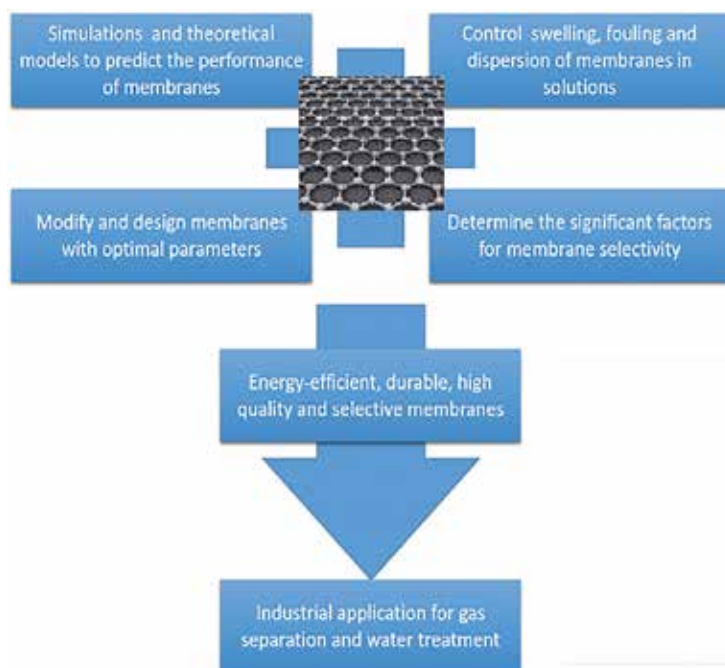 Simulations and theoretical
models to predict the performance
of membranes
Control swelling, fouling and
dispersion of membranes in
solutions
Modify and design membranes
with optimal parameters
Determine the significant factors
for membrane selectivity
Energy-efficient, durable, high
quality and selective membranes
Industrial application for gas
separation and water treatment